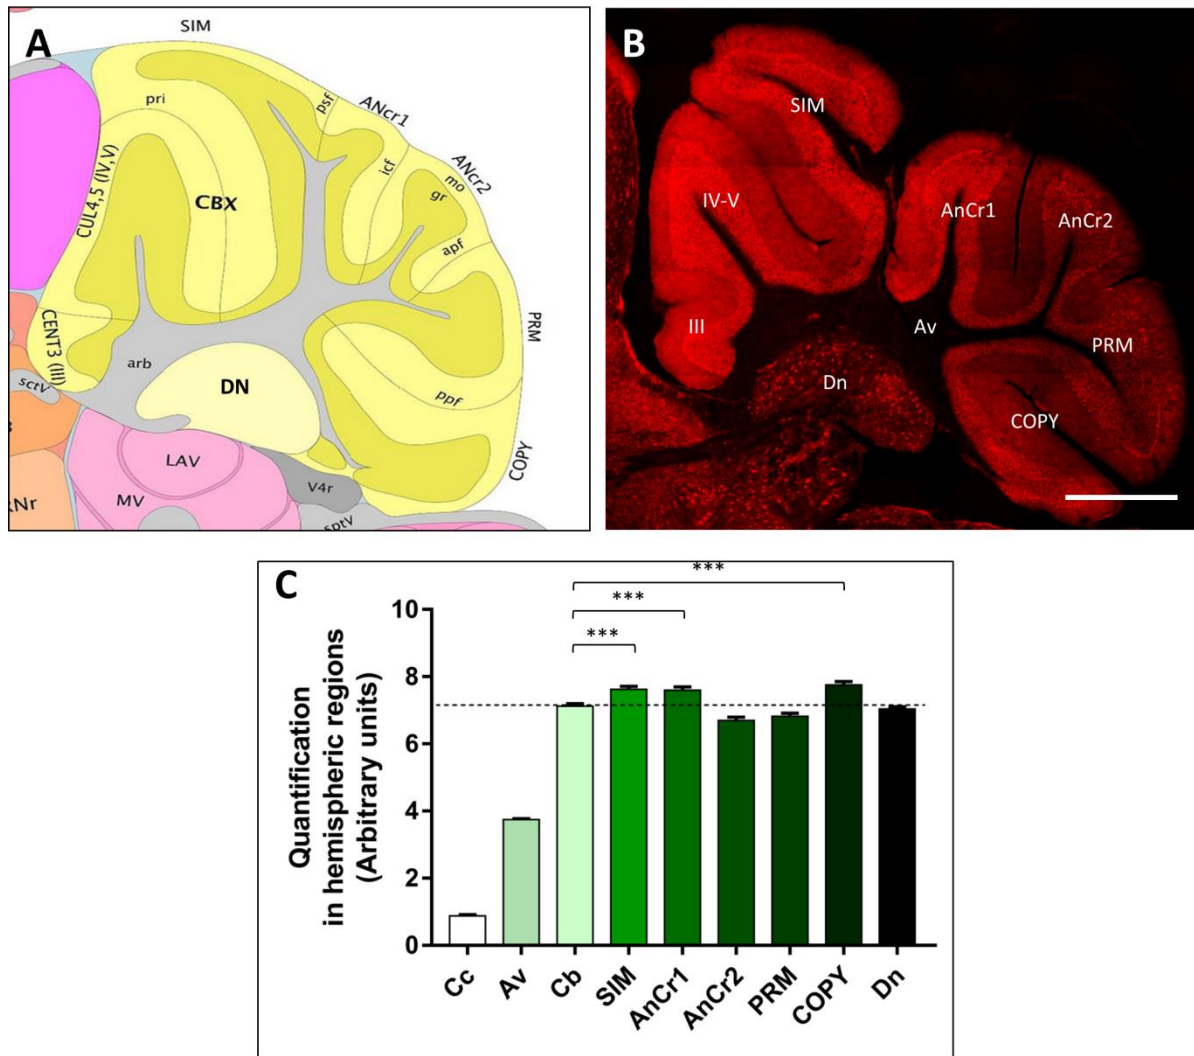 A
SIM
pri
psf
ANcr1
icf
ANcr2
mo
gr
CUL4,5 (IV,V)
CBX
apf
CENT3 (III)
PRM
arb
DN
ppf
sctV
LAV
COPY
MV
V4r
sptV
B
SIM
IV-V
AnCr1
AnCr2
III
Av
PRM
Dn
COPY
C
***
***
***
Quantification
in hemispheric regions
(Arbitrary units)
10
8
6
4
2
0
Cc
Av
Cb
SIM
AnCr1
AnCr2
PRM
COPY
Dn